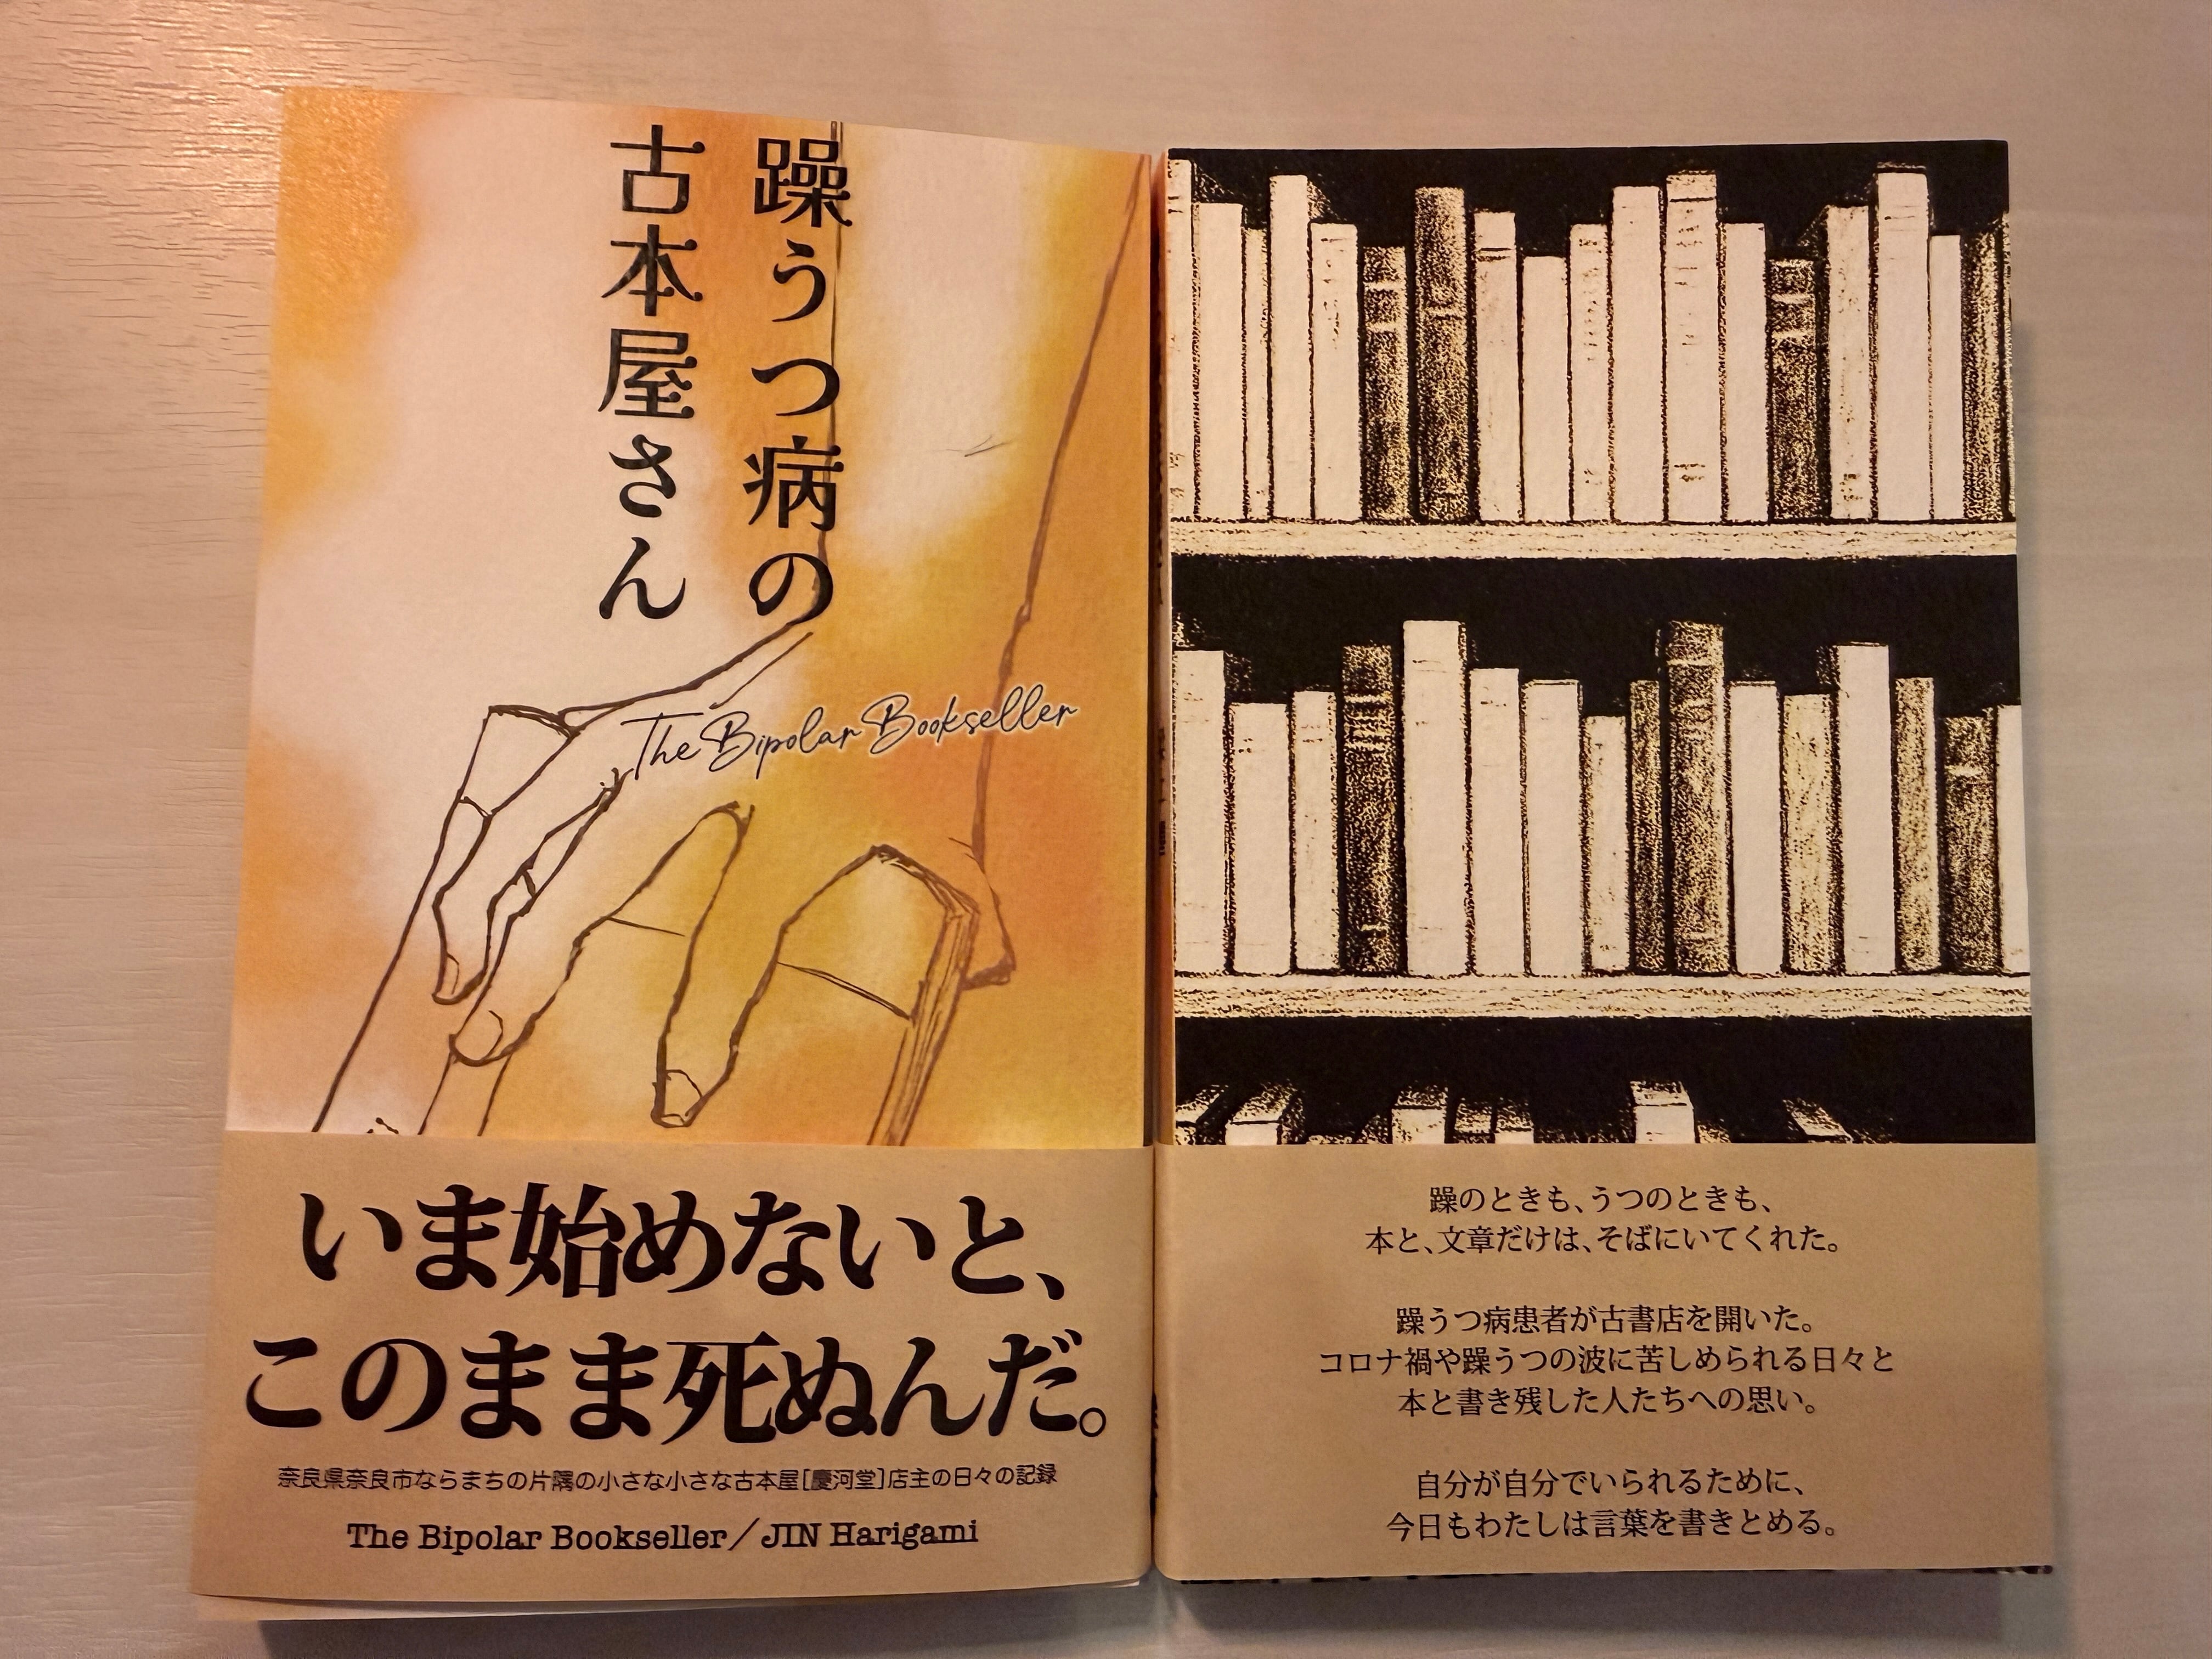 躁うつ病の
古本屋さん
The Bipolar Bookseller
いま始めないと、
このまま死ぬんだ。
奈良県奈良市ならまちの片隅の小さな小さな古本屋[慶河堂]店主の日々の記録
The Bipolar Bookseller／JIN Harigami
躁のときも、うつのときも、
本と、文章だけは、そばにいてくれた。
躁うつ病患者が古書店を開いた。
コロナ禍や躁うつの波に苦しめられる日々と
本と書き残した人たちへの思い。
自分が自分でいられるために、
今日もわたしは言葉を書きとめる。